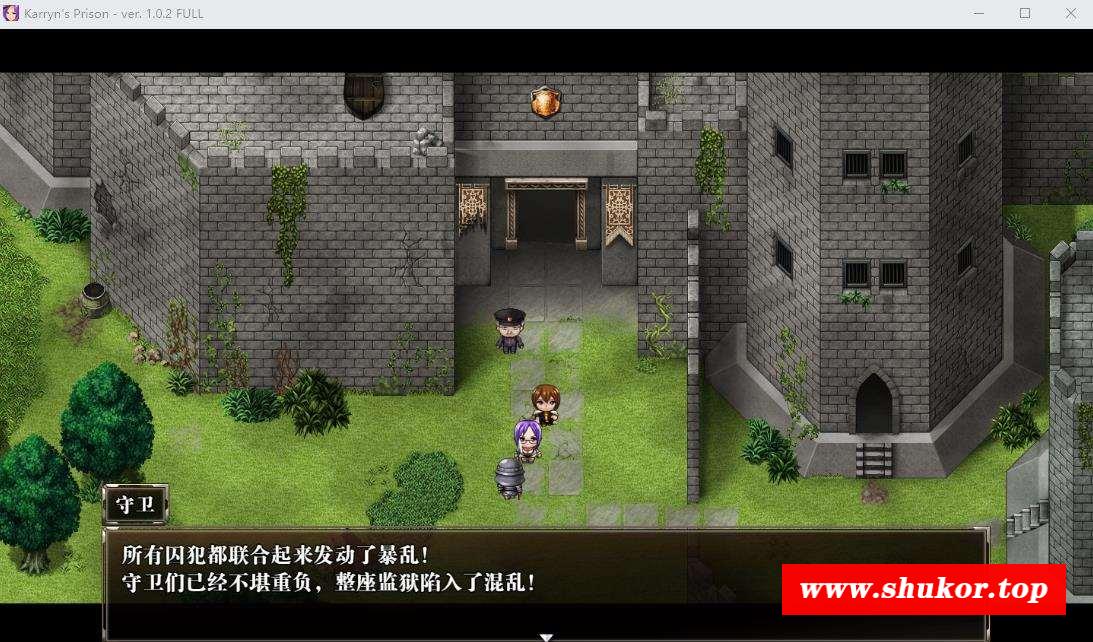 Karryn's Prison - ver. 1.0.2 FULL
守卫
所有囚犯都联合起来发动了暴乱！
守卫们已经不堪重负，整座监狱陷入了混乱！
www.shukor.top